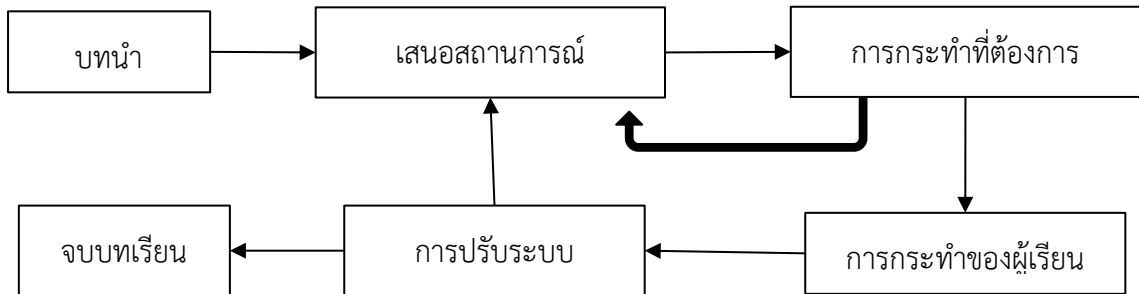 บทนำ
เสนอสถานการณ์
การกระทำที่ต้องการ
จบบทเรียน
การปรับระบบ
การกระทำของผู้เรียน